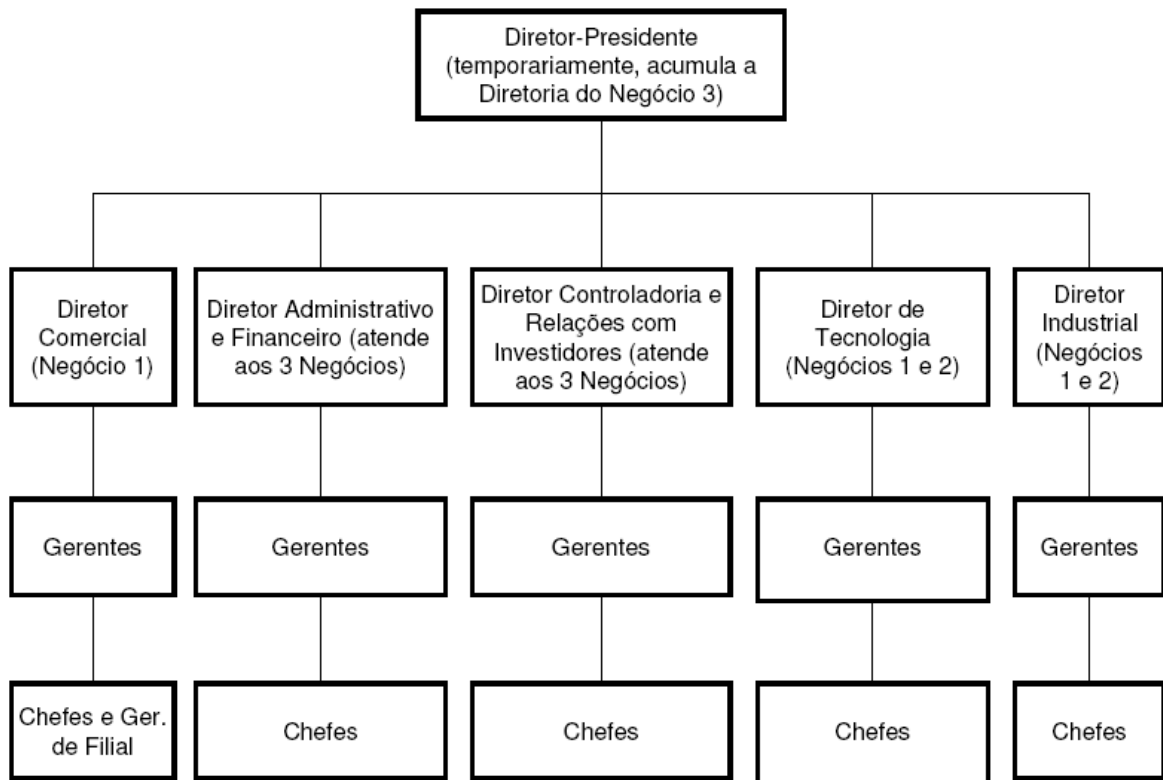 Diretor-Presidente
(temporariamente, acumula a
Diretoria do Negócio 3)
Diretor
Comercial
(Negócio 1)
Diretor Administrativo
e Financeiro (atende
aos 3 Negócios)
Diretor Controladoria e
Relações com
Investidores (atende
aos 3 Negócios)
Diretor de
Tecnologia
(Negócios 1 e 2)
Diretor
Industrial
(Negócios
1 e 2)
Gerentes
Gerentes
Gerentes
Gerentes
Gerentes
Chefes e Ger.
de Filial
Chefes
Chefes
Chefes
Chefes